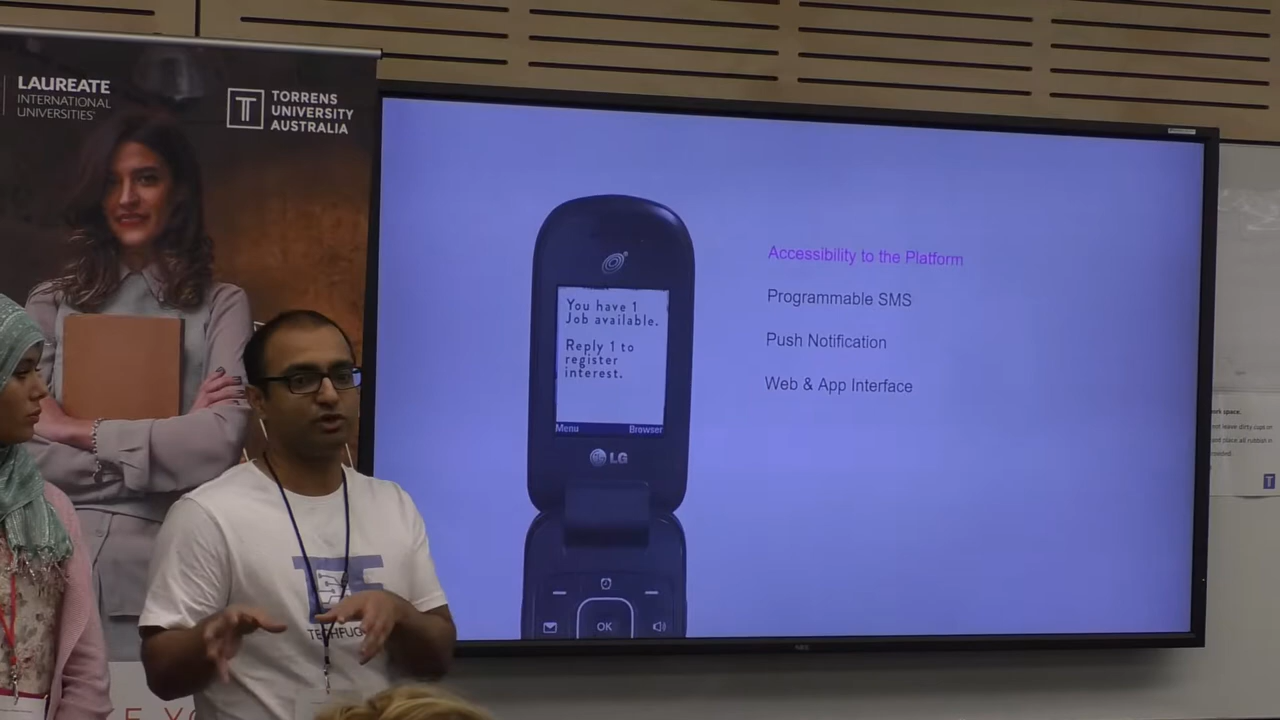 LAUREATE
INTERNATIONAL
UNIVERSITIES
T
TORRENS
UNIVERSITY
AUSTRALIA
You have 1
Job available.
Reply 1 to
register
interest.
Menu
Browser
LG
OK
Accessibility to the Platform
Programmable SMS
Push Notification
Web & App Interface
NEC
T